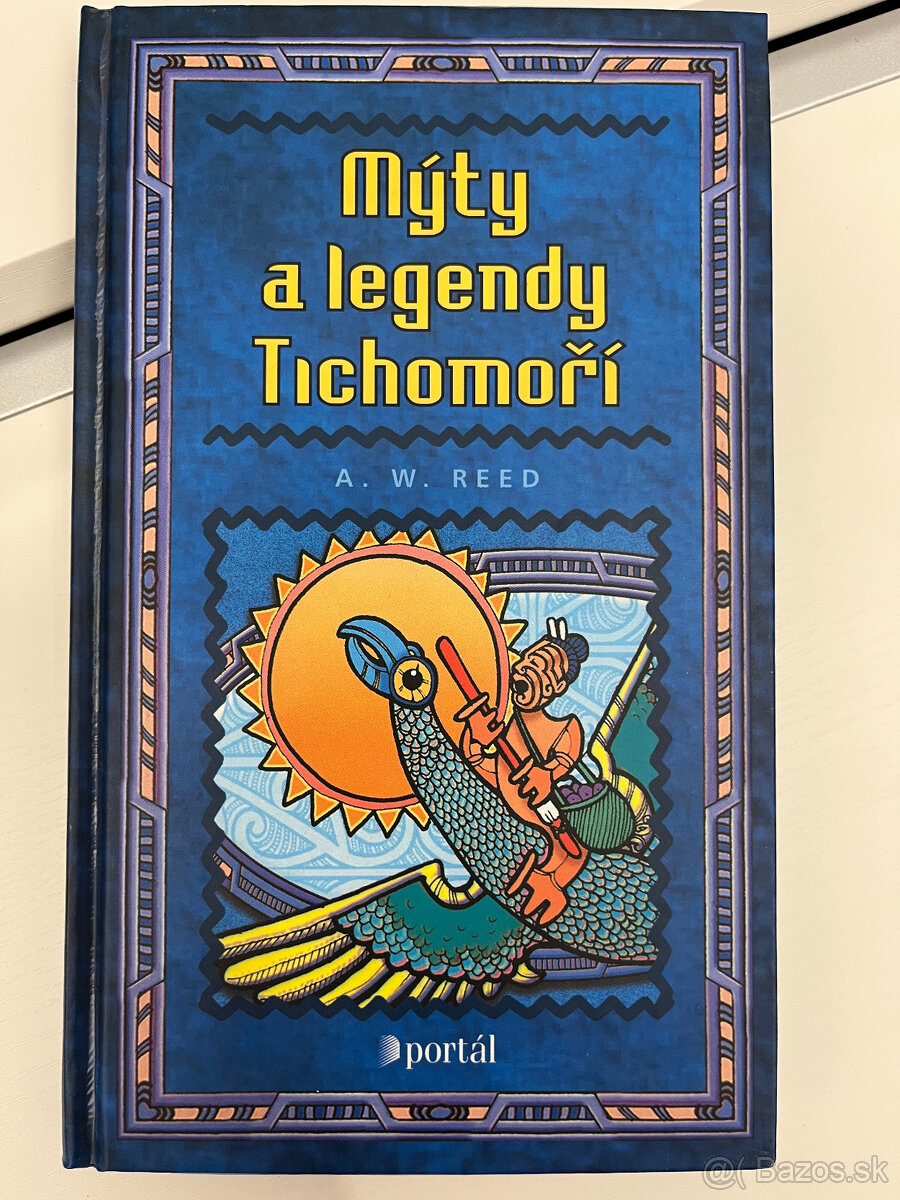 Mýty
a legendy
Tichomoří
A. W. REED
portál
@( Bazos.sk